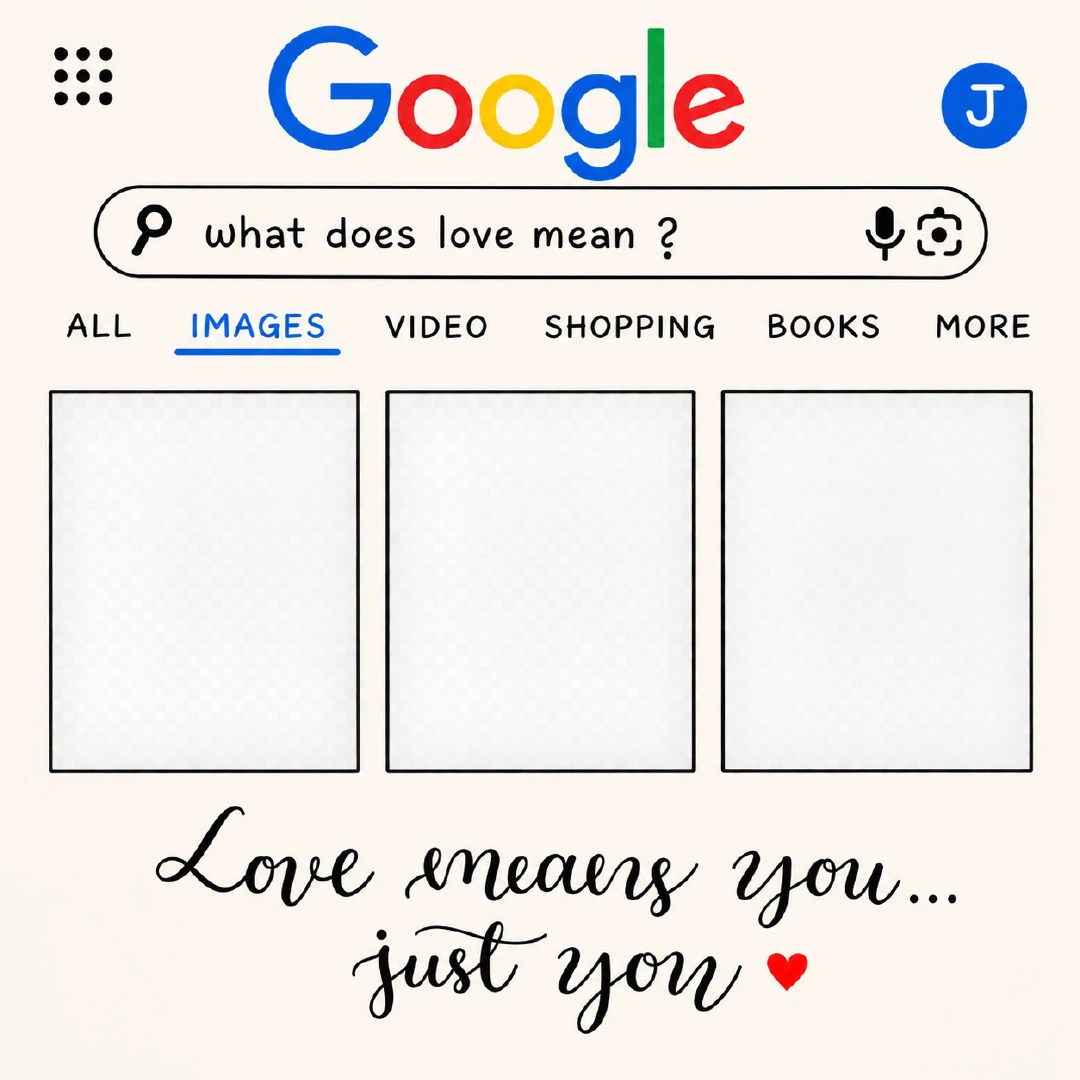 Google
J
what does love mean ?
ALL IMAGES VIDEO SHOPPING BOOKS MORE
Love means you...
just you